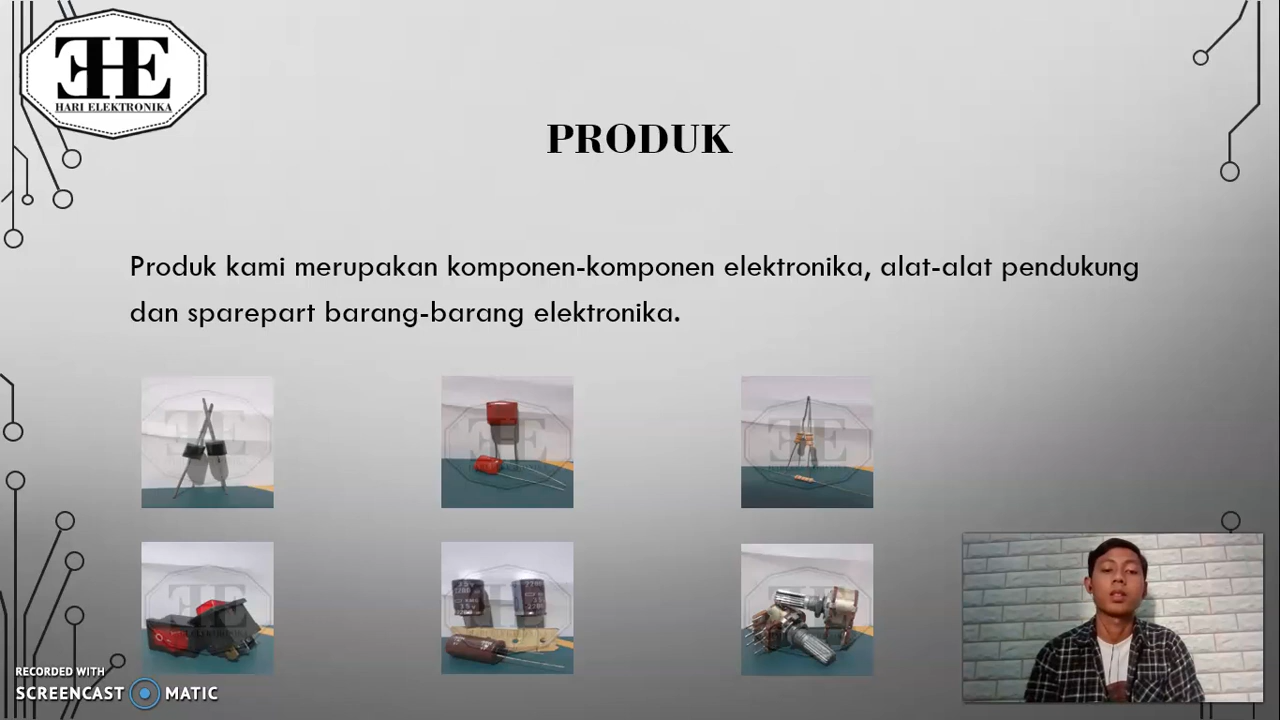 HARI ELEKTRONIKA
PRODUK
Produk kami merupakan komponen-komponen elektronika, alat-alat pendukung
dan sparepart barang-barang elektronika.
RECORDED WITH
SCREENCAST MATIC